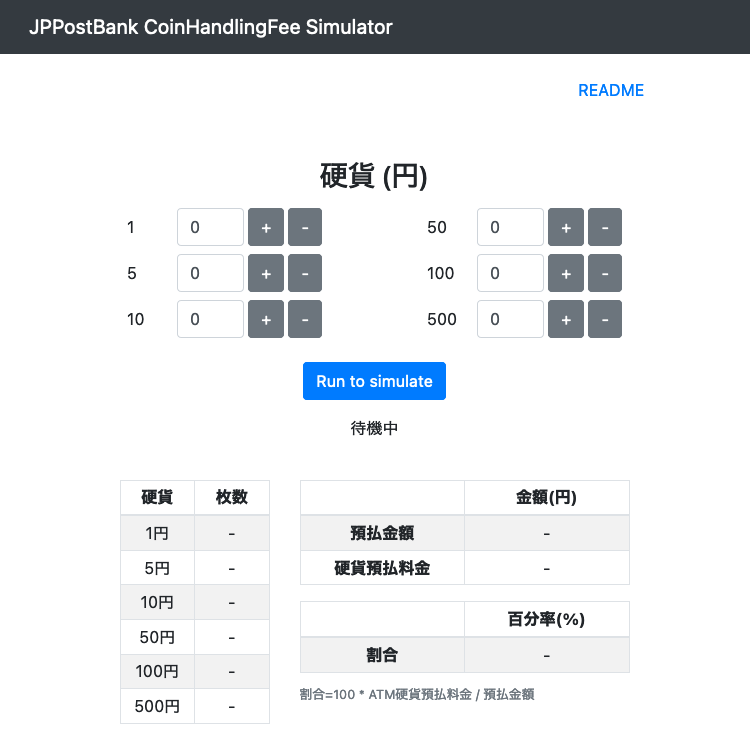 JPPostBank CoinHandlingFee Simulator
README
硬貨 (円)
1 0 + - 50 0 + -
5 0 + - 100 0 + -
10 0 + - 500 0 + -
Run to simulate
待機中
硬貨 枚数
1円 -
5円 -
10円 -
50円 -
100円 -
500円 -
金額(円)
預払金額 -
硬貨預払料金 -
百分率(%)
割合 -
割合=100 * ATM硬貨預払料金 / 預払金額